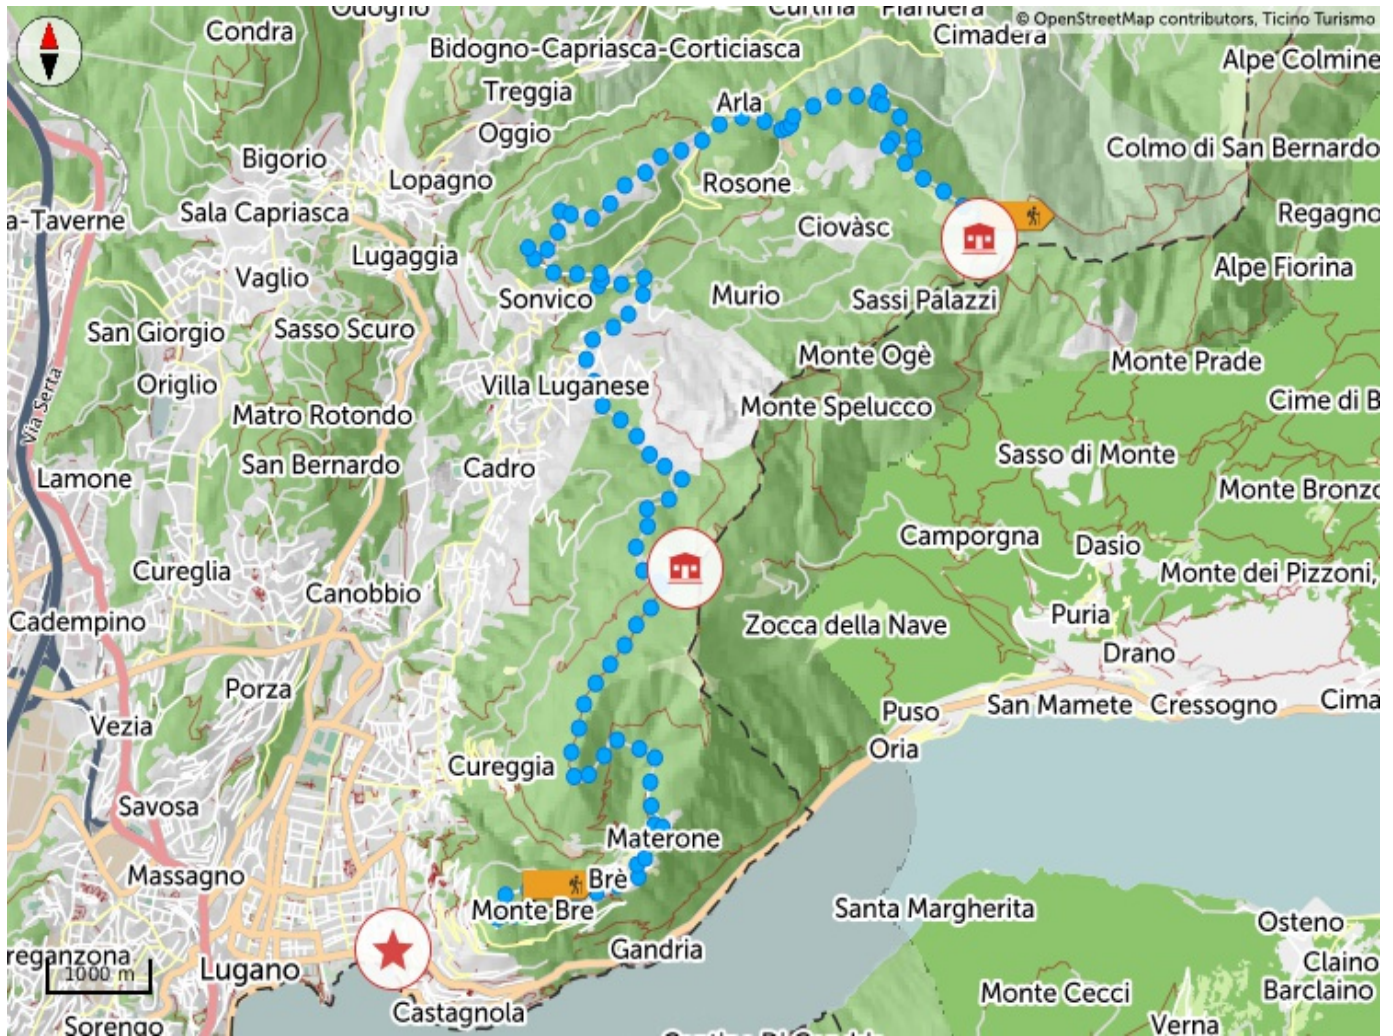 Odogno
Curtina
Piandera
© OpenStreetMap contributors, Ticino Turismo
Condra
Cimadera
Bidogno-Capriasca-Corticiasca
Alpe Colmine
Treggia
Arla
Oggio
Bigorio
Colmo di San Bernardo
Lopagno
Rosone
a-Taverne
Sala Capriasca
Regagno
Ciovàsc
Lugaggia
Vaglio
Alpe Fiorina
Sonvico
Murio
Sassi Palazzi
San Giorgio
Sasso Scuro
Monte Ogè
Monte Prade
Origlio
Villa Luganese
Via Serta
Matro Rotondo
Monte Spelucco
Cime di B
San Bernardo
Cadro
Sasso di Monte
Lamone
Monte Bronzo
Camporgna
Dasio
Cureglia
Monte dei Pizzoni,
Canobbio
Puria
Cadempino
Zocca della Nave
Drano
Porza
San Mamete
Cressogno
Cima
Vezia
Puso
Oria
Cureggia
Savosa
Materone
Massagno
Brè
Monte Bre
Santa Margherita
Osteno
reganzona
Gandria
1000 m
Lugano
Claino
Monte Cecci
Barclaino
Castagnola
Sorengo
Verna